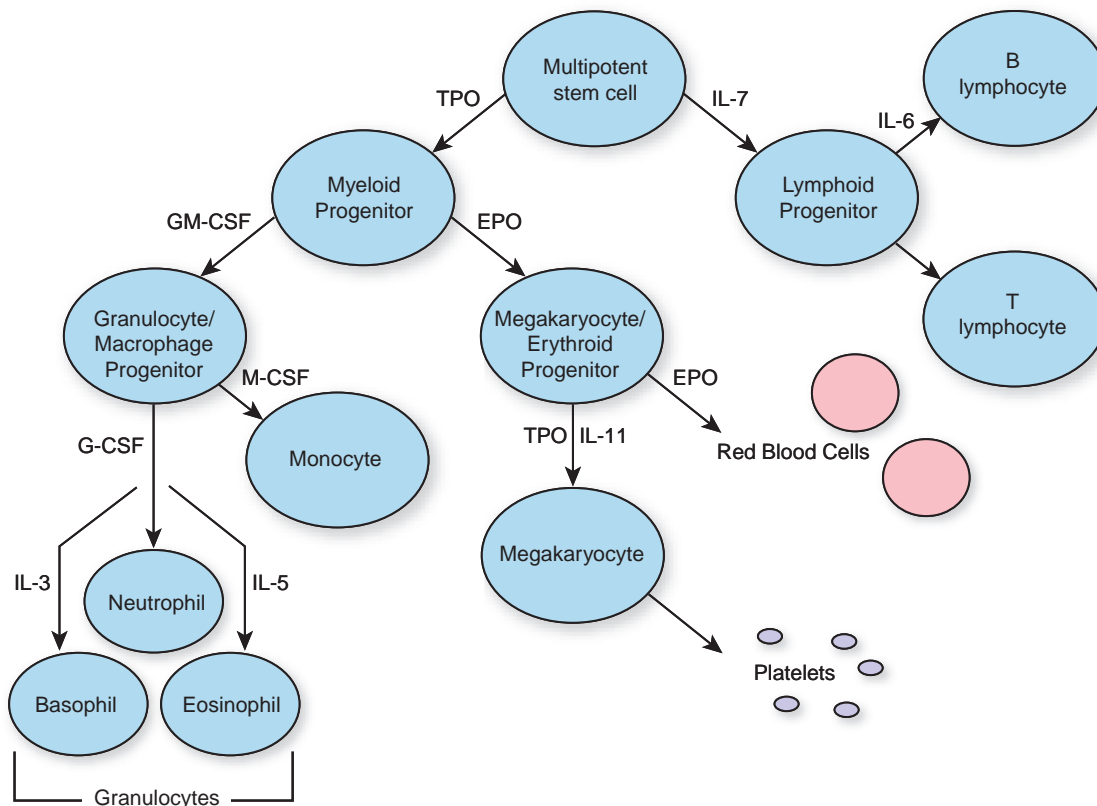 Multipotent
stem cell
B
lymphocyte
TPO
IL-7
IL-6
Myeloid
Progenitor
Lymphoid
Progenitor
GM-CSF
EPO
T
lymphocyte
Granulocyte/
Macrophage
Progenitor
Megakaryocyte/
Erythroid
Progenitor
M-CSF
EPO
G-CSF
TPO
IL-11
Monocyte
Red Blood Cells
Megakaryocyte
IL-3
IL-5
Neutrophil
Platelets
Basophil
Eosinophil
Granulocytes